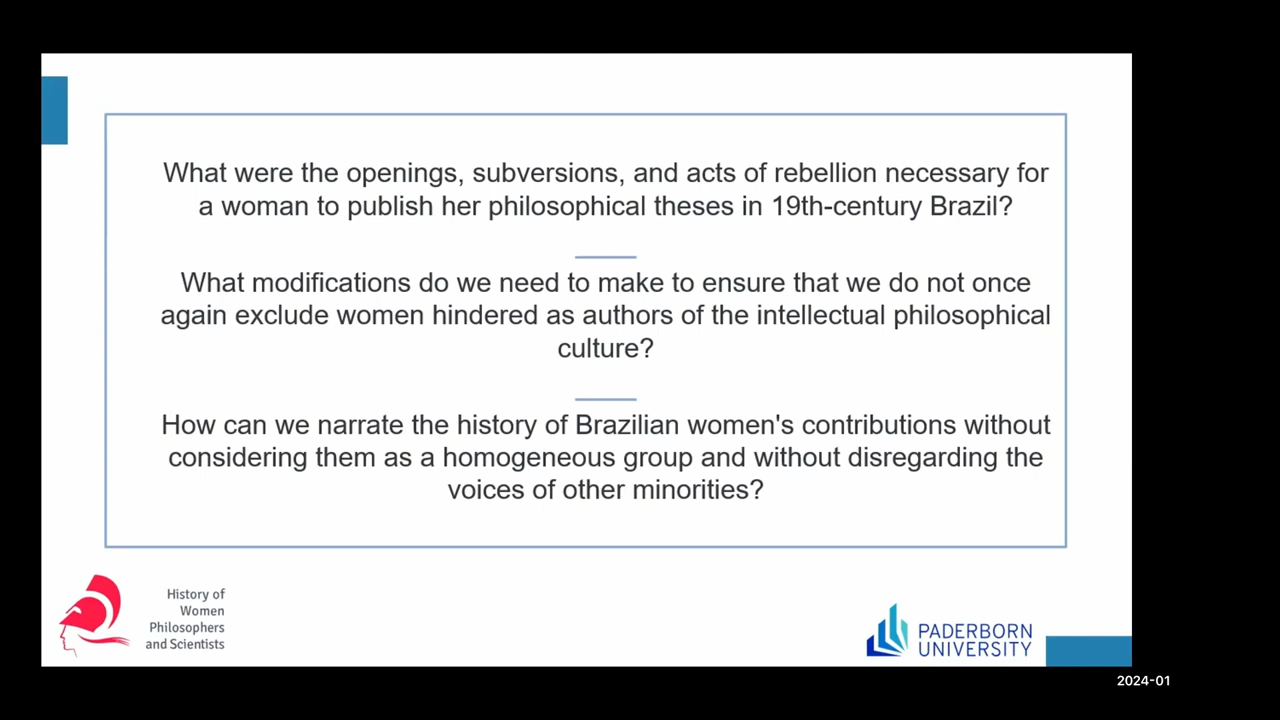 What were the openings, subversions, and acts of rebellion necessary for
a woman to publish her philosophical theses in 19th-century Brazil?
What modifications do we need to make to ensure that we do not once
again exclude women hindered as authors of the intellectual philosophical
culture?
How can we narrate the history of Brazilian women's contributions without
considering them as a homogeneous group and without disregarding the
voices of other minorities?
History of
Women
Philosophers
and Scientists
PADERBORN
UNIVERSITY
2024-01